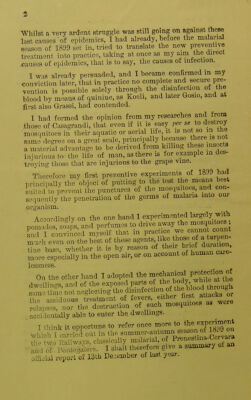 2
Whilst a very ardent struggle was still going on against these
last causes of epidemics, I had already, before the malarial
season of 1899 set in, tried to translate the new preventive
treatment into practice, taking at once as my aim the direct
causes of epidemics, that is to say, the causes of infection.
I was already persuaded, and I became confirmed in my
conviction later, that in practice no complete and secure pre-
vention is possible solely through the disinfection of the
blood by means of quinine, as Koch, and later Gosio, and at
first also Grassi, had contended.
I had formed the opinion from my researches and from
those of Casagrandi, that even if it is easy per se to destroy
mosquitoes in their aquatic or aerial life, it is not so in the
same degree on a great scale, principally because there is not
a material advantage to be derived from killing these insects
injurious to the life of man, as there is for example in des-
troying those that are injurious to the grape vine.
Therefore my first preventive experiments of 1899 had
principally the object of putting to the test the means best
suited to prevent the punctures of the mosquitoes, and con-
sequently the penetration of the germs of malaria into our
organism.
Accordingly on the one hand I experimented largely with
pomades, soaps, and perfumes to drive away the mosquitoes;
and I convinced myself that in practice we cannot count
much even on the best of these agents, like those of a turpen-
tine base, whether it is by reason of their brief duration,
more especially in the open air, or on account of human care-
lessness.
On the other hand I adopted the mechanical protection of
dwellings, and of the exposed parts of the body, while at the
same time not neglecting the disinfection of the blood through
the assiduous treatment of fevers, either first attacks or
relapses, nor the destruction of such mosquitoes as were
accidentally able to enter the dwellings.
I think it opportune to refer once more to the experiment
which I carried out in the summer-autumn season of 1899 on
the two Railways, classically malarial, of Prenestina-Cervara
and of Pontegalera. I shall therefore give a summary of an
official report of 13th December of last year.